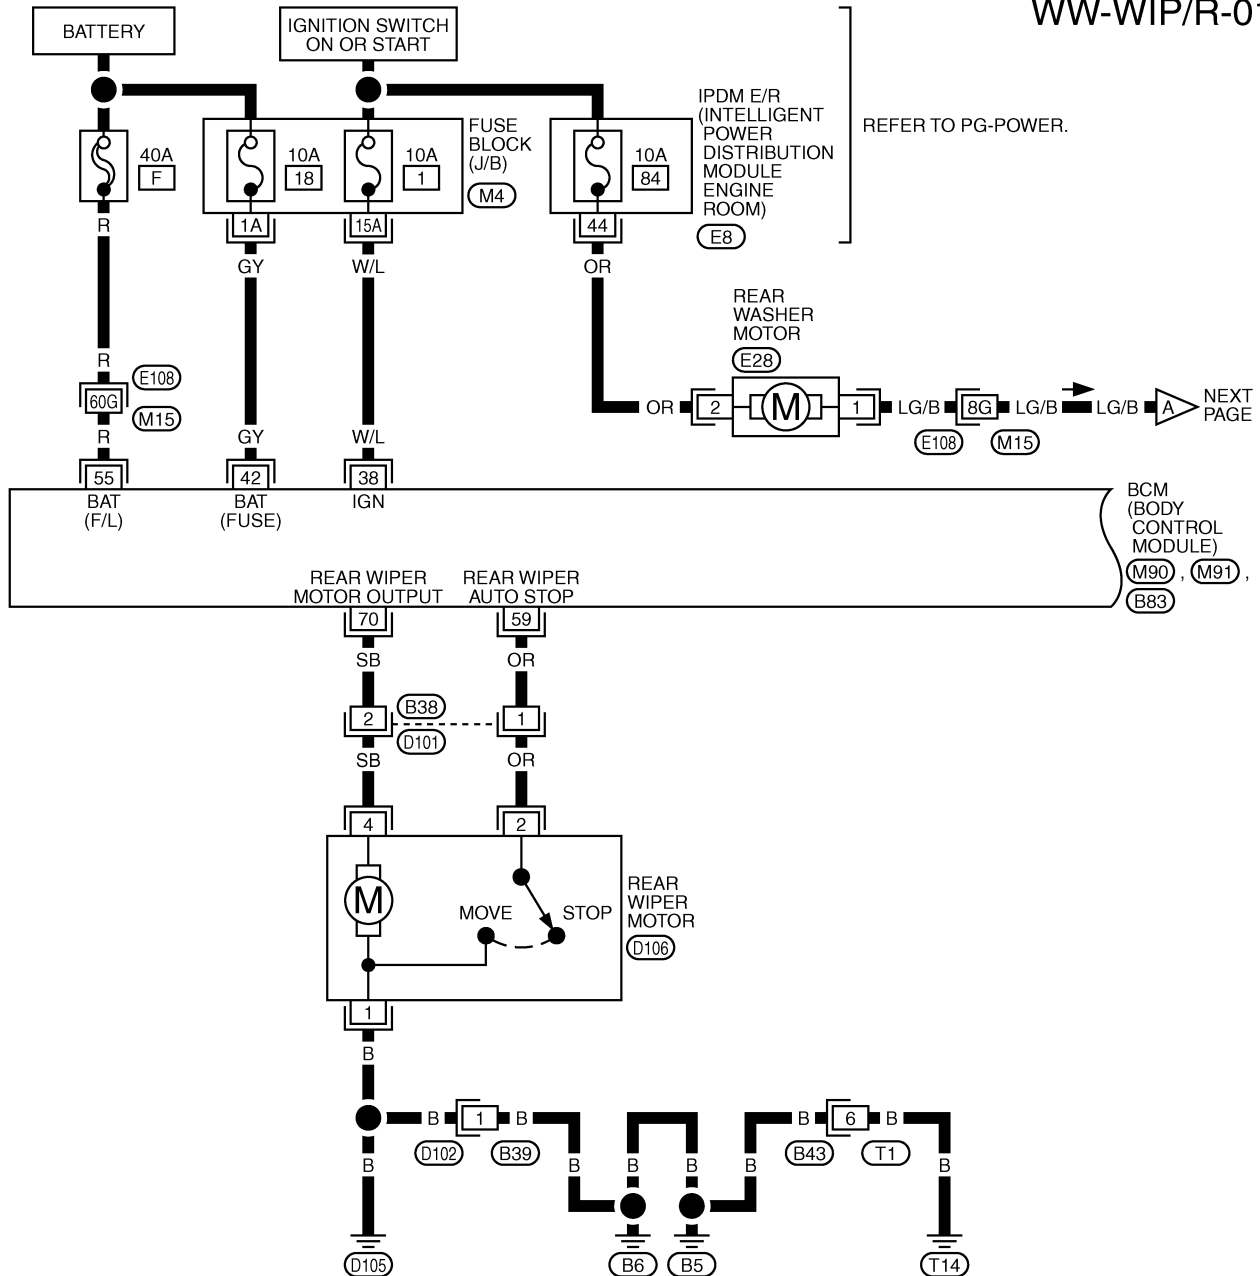 WW-WIP/R-01
BATTERY
IGNITION SWITCH
ON OR START
IPDM E/R
(INTELLIGENT
POWER
DISTRIBUTION
MODULE
ENGINE
ROOM)
E8
REFER TO PG-POWER.
FUSE
BLOCK
(J/B)
M4
40A
F
10A
18
10A
1
10A
84
R
1A
15A
44
GY
W/L
OR
REAR
WASHER
MOTOR
E28
R
E108
60G
M15
OR
2
M
1
LG/B
8G
LG/B
LG/B
A
NEXT
PAGE
E108
M15
R
GY
W/L
55
42
38
BAT
(F/L)
BAT
(FUSE)
IGN
BCM
(BODY
CONTROL
MODULE)
M90 , M91 ,
B83
REAR WIPER
MOTOR OUTPUT
REAR WIPER
AUTO STOP
70
59
SB
OR
2
B38
D101
1
SB
OR
4
2
M
MOVE
STOP
REAR
WIPER
MOTOR
D106
1
B
B
1
B
B
6
B
D102
B39
B43
T1
B
B
B
B
B
B
D105
B6
B5
T14